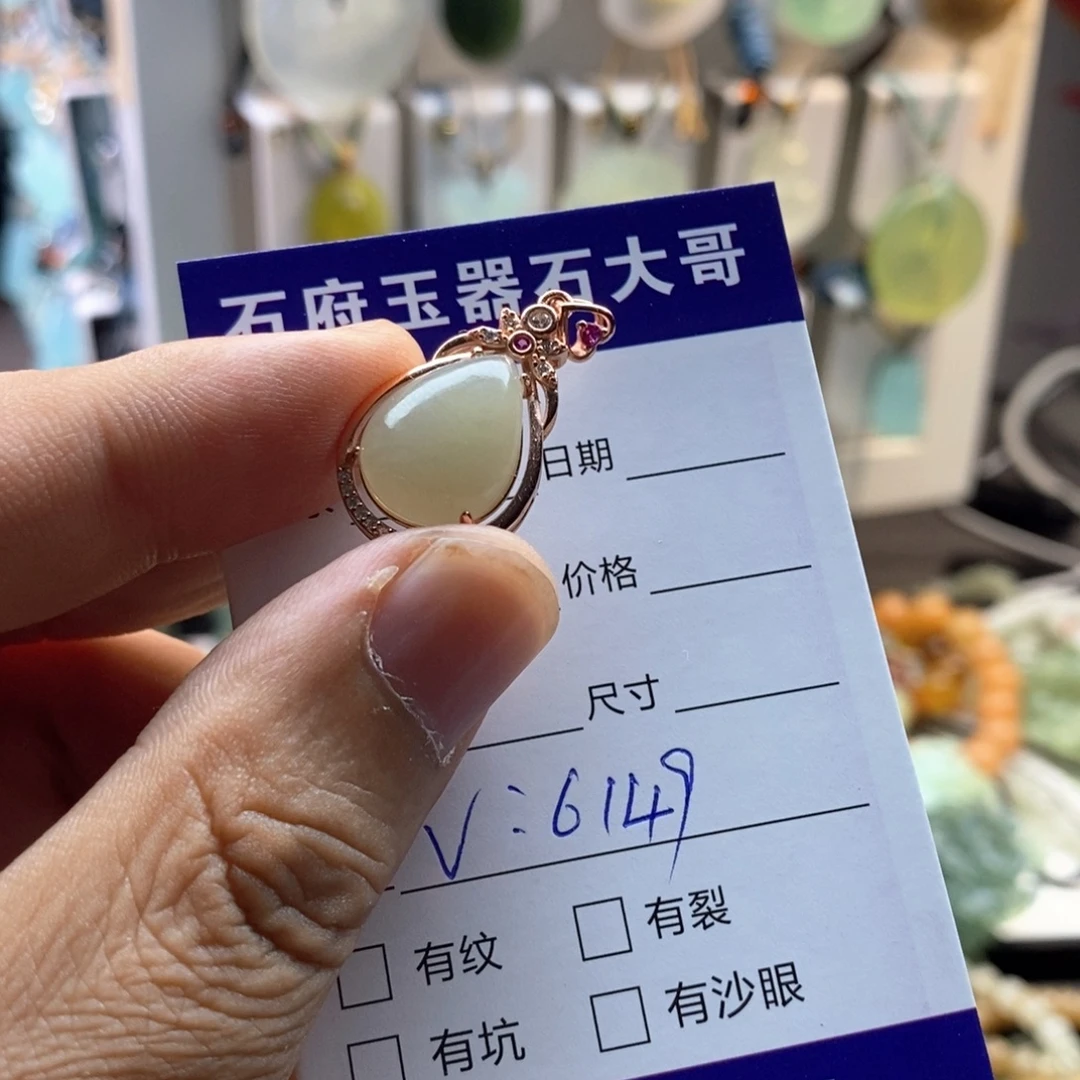 石府玉器石大哥
日期
价格
尺寸
V:6149
有纹 有裂
有坑 有沙眼